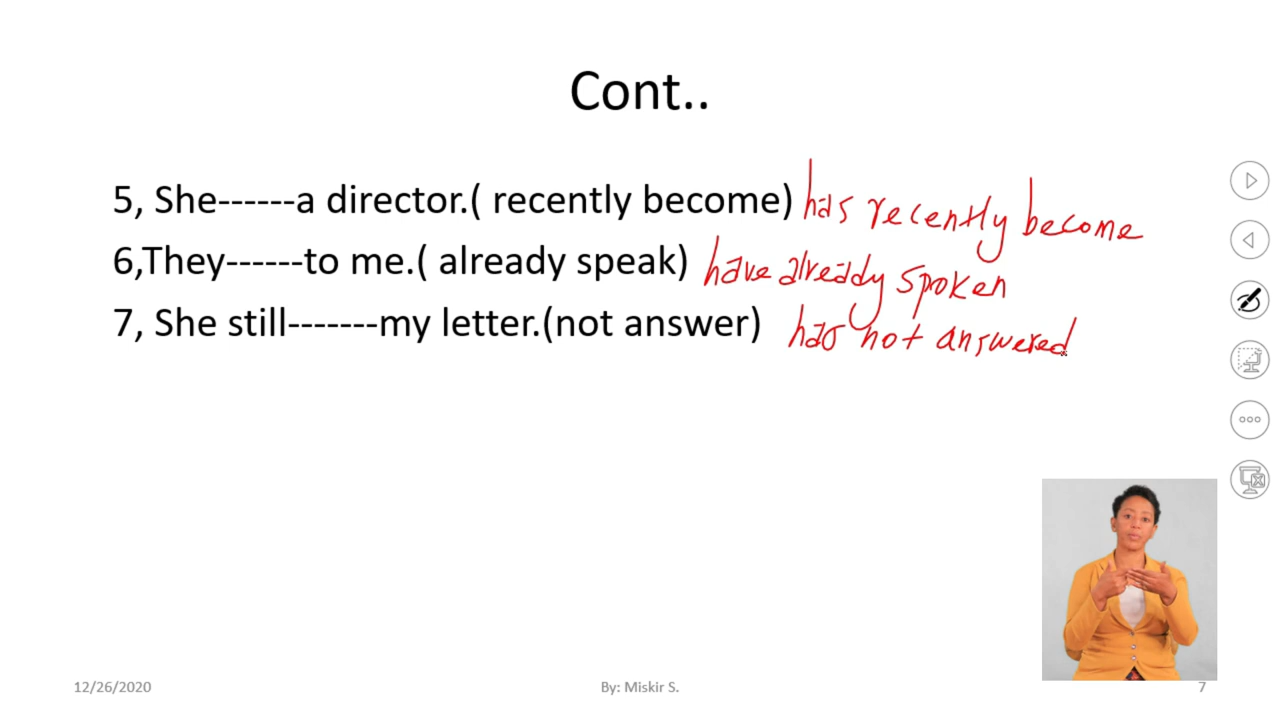 Cont..
5, She------a director.( recently become) has recently become
6,They------to me.( already speak) have already spoken
7, She still-------my letter.(not answer) has not answered
12/26/2020 By: Miskir S. 7